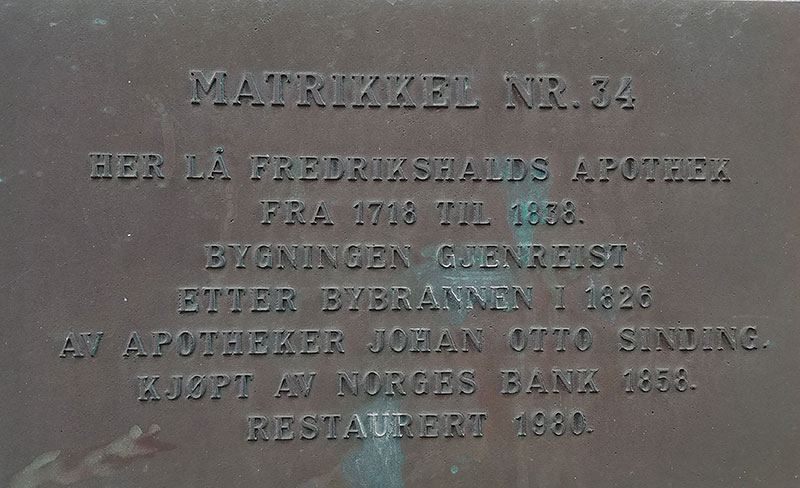 MATRIKKEL NR. 34
HER LÅ FREDRIKSHALDS APOTHEK
FRA 1718 TIL 1838.
BYGNINGEN GJENREIST
ETTER BYBRANNEN I 1826
AV APOTHEKER JOHAN OTTO SINDING.
KJØPT AV NORGES BANK 1858.
RESTAURERT 1980.